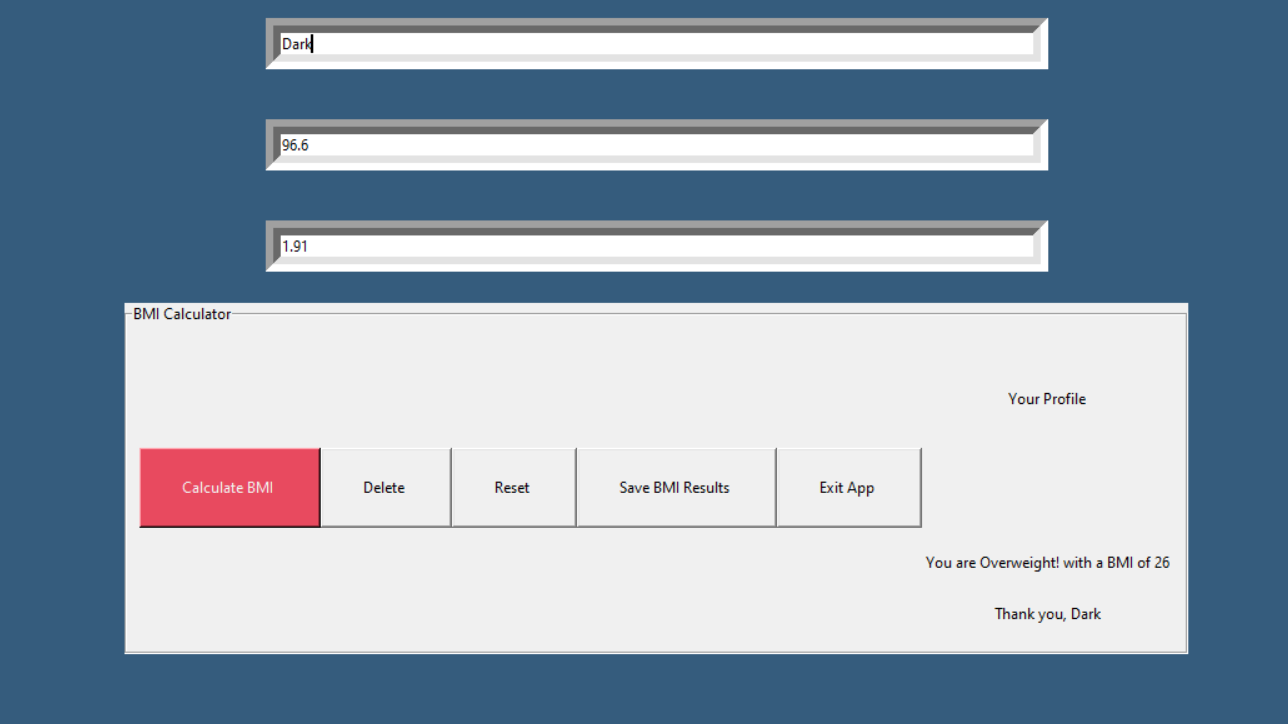 Dark
96.6
1.91
BMI Calculator
Your Profile
Calculate BMI Delete Reset Save BMI Results Exit App
You are Overweight! with a BMI of 26
Thank you, Dark